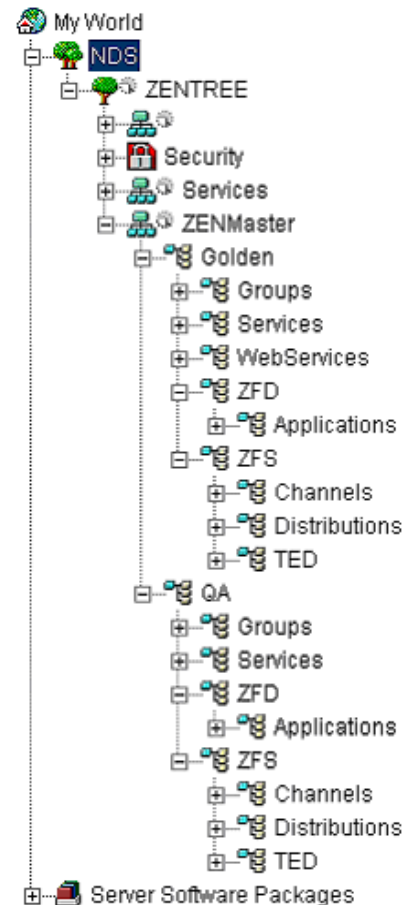 My World
NDS
ZENTREE
Security
Services
ZENMaster
Golden
Groups
Services
WebServices
ZFD
Applications
ZFS
Channels
Distributions
TED
QA
Groups
Services
ZFD
Applications
ZFS
Channels
Distributions
TED
Server Software Packages